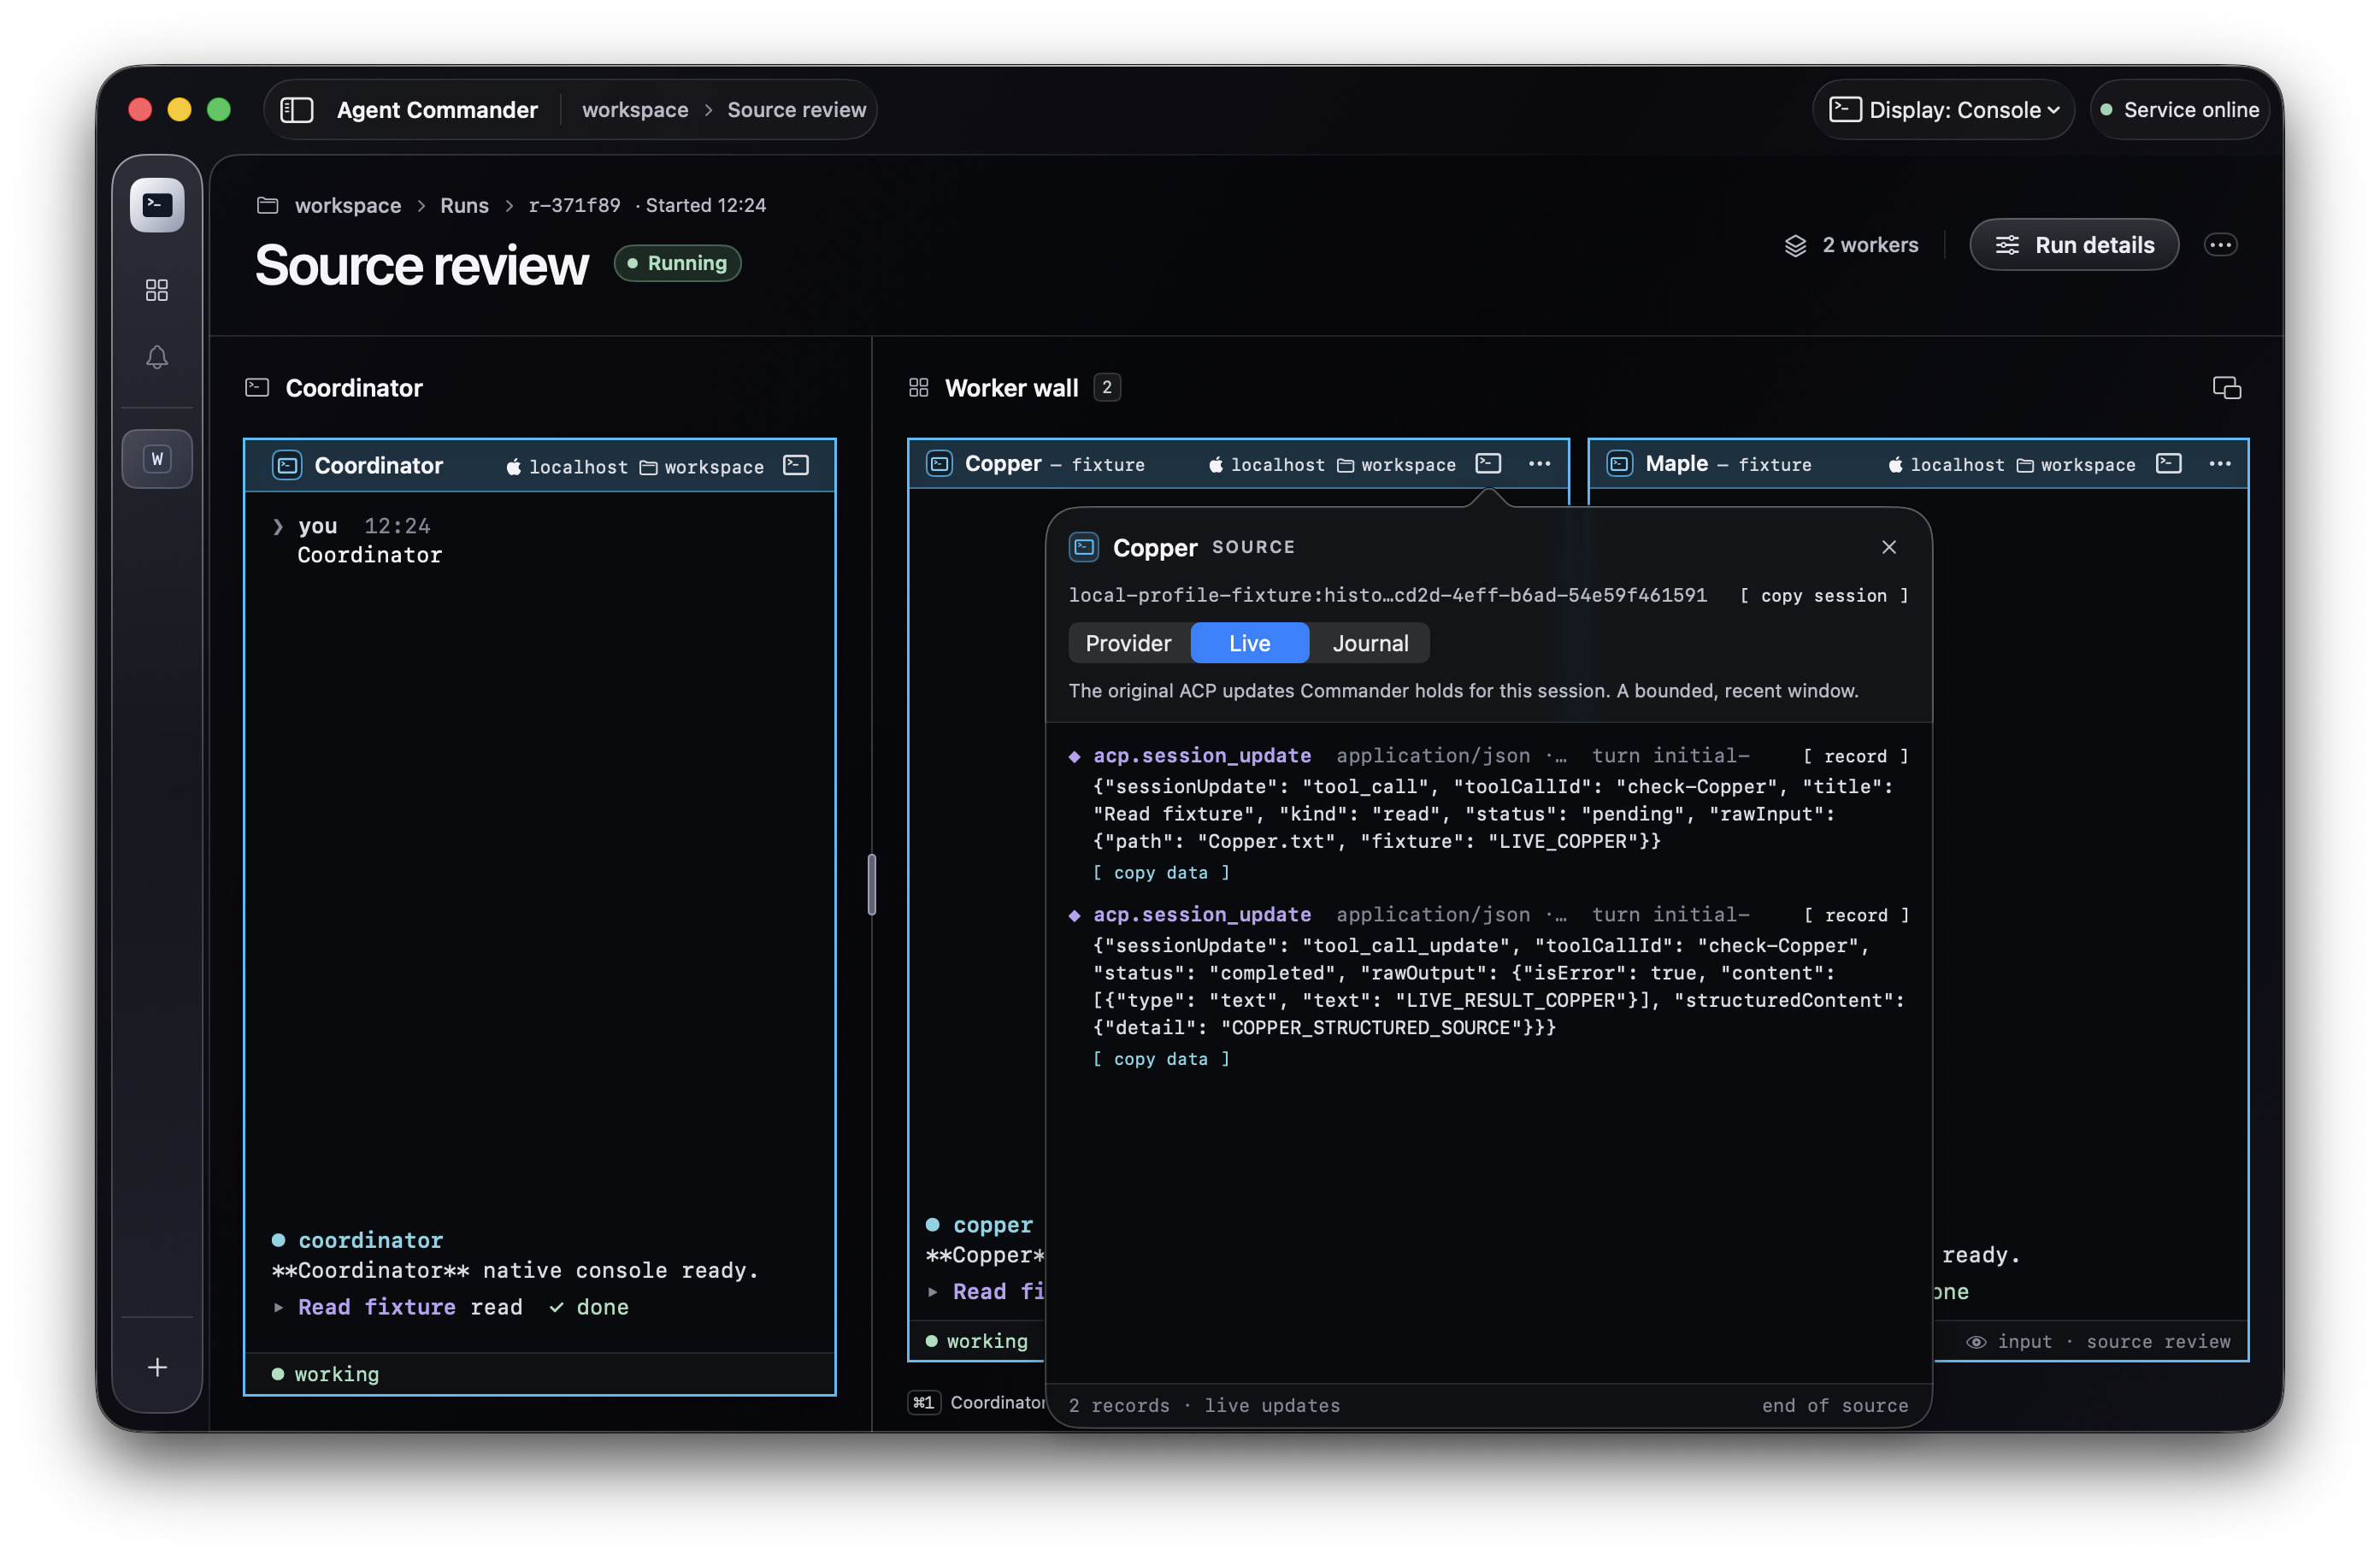 Agent Commander workspace > Source review
Display: Console
Service online
workspace > Runs > r-371f89 · Started 12:24
Source review
Running
2 workers
Run details
W
Coordinator
Coordinator localhost workspace
❯ you 12:24
Coordinator
● coordinator
**Coordinator** native console ready.
▸ Read fixture read ✓ done
● working
Worker wall 2
Copper – fixture localhost workspace
● copper
**Copper*
▸ Read fi
● working
⌘1 Coordinator
Maple – fixture localhost workspace
ready.
one
input · source review
Copper SOURCE
local-profile-fixture:histo…cd2d-4eff-b6ad-54e59f461591 [ copy session ]
Provider Live Journal
The original ACP updates Commander holds for this session. A bounded, recent window.
◆ acp.session_update application/json ·… turn initial- [ record ]
{"sessionUpdate": "tool_call", "toolCallId": "check-Copper", "title":
"Read fixture", "kind": "read", "status": "pending", "rawInput":
{"path": "Copper.txt", "fixture": "LIVE_COPPER"}}
[ copy data ]
◆ acp.session_update application/json ·… turn initial- [ record ]
{"sessionUpdate": "tool_call_update", "toolCallId": "check-Copper",
"status": "completed", "rawOutput": {"isError": true, "content":
[{"type": "text", "text": "LIVE_RESULT_COPPER"}], "structuredContent":
{"detail": "COPPER_STRUCTURED_SOURCE"}}}
[ copy data ]
2 records · live updates
end of source